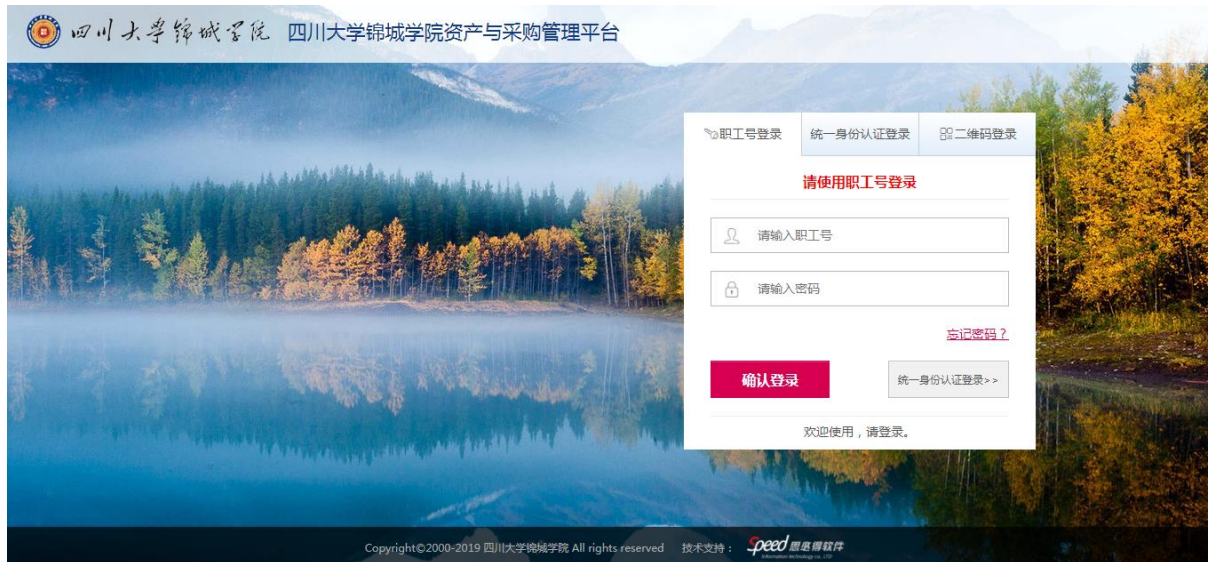 四川大学锦城学院 四川大学锦城学院资产与采购管理平台
职工号登录 统一身份认证登录 二维码登录
请使用职工号登录
请输入职工号
请输入密码
忘记密码？
确认登录 统一身份认证登录>>
欢迎使用，请登录。
Copyright©2000-2019 四川大学锦城学院 All rights reserved 技术支持： Speed 思必得软件